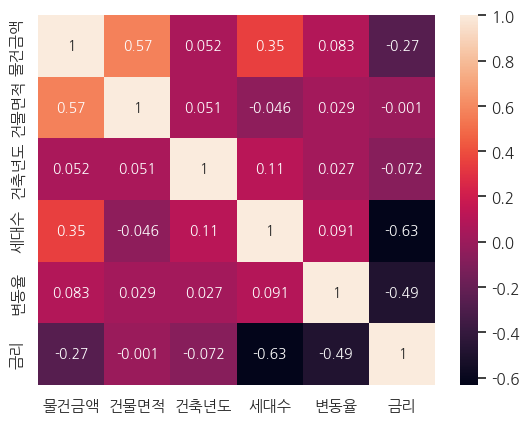 물건금액 1 0.57 0.052 0.35 0.083 -0.27
건물면적 0.57 1 0.051 -0.046 0.029 -0.001
건축년도 0.052 0.051 1 0.11 0.027 -0.072
세대수 0.35 -0.046 0.11 1 0.091 -0.63
변동율 0.083 0.029 0.027 0.091 1 -0.49
금리 -0.27 -0.001 -0.072 -0.63 -0.49 1
물건금액 건물면적 건축년도 세대수 변동율 금리
1.0
0.8
0.6
0.4
0.2
0.0
-0.2
-0.4
-0.6